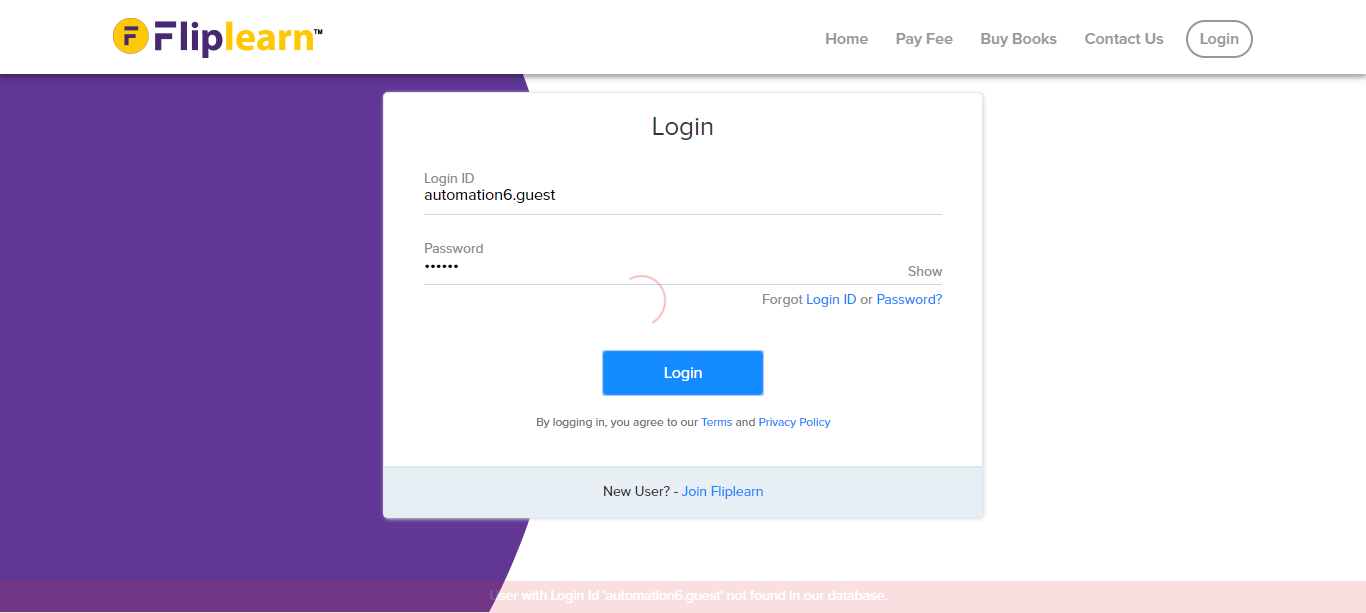 F Fliplearn™
Home Pay Fee Buy Books Contact Us Login
Login
Login ID
automation6.guest
Password
••••••
Show
Forgot Login ID or Password?
Login
By logging in, you agree to our Terms and Privacy Policy
New User? - Join Fliplearn
User with Login Id 'automation6.guest' not found in our database.